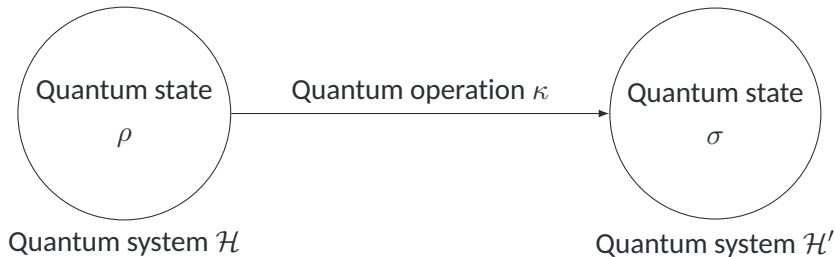 Quantum state
ρ
Quantum operation κ
Quantum state
σ
Quantum system ℋ
Quantum system ℋ′